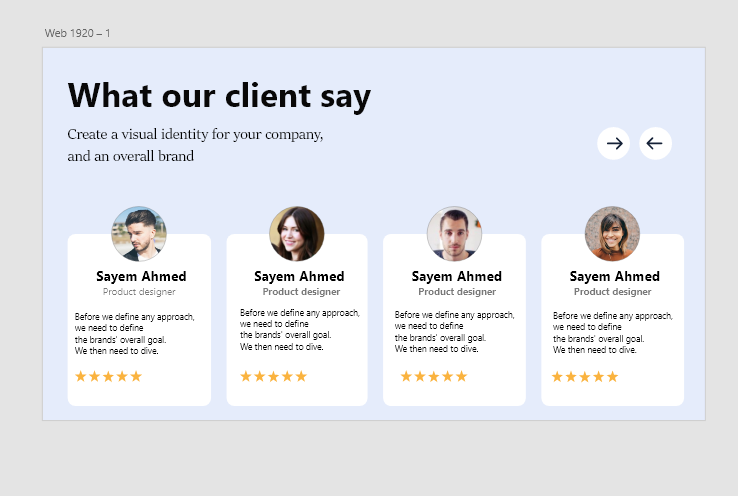 Web 1920 – 1
What our client say
Create a visual identity for your company,
and an overall brand
Sayem Ahmed
Product designer
Before we define any approach,
we need to define
the brands' overall goal.
We then need to dive.
Sayem Ahmed
Product designer
Before we define any approach,
we need to define
the brands' overall goal.
We then need to dive.
Sayem Ahmed
Product designer
Before we define any approach,
we need to define
the brands' overall goal.
We then need to dive.
Sayem Ahmed
Product designer
Before we define any approach,
we need to define
the brands' overall goal.
We then need to dive.